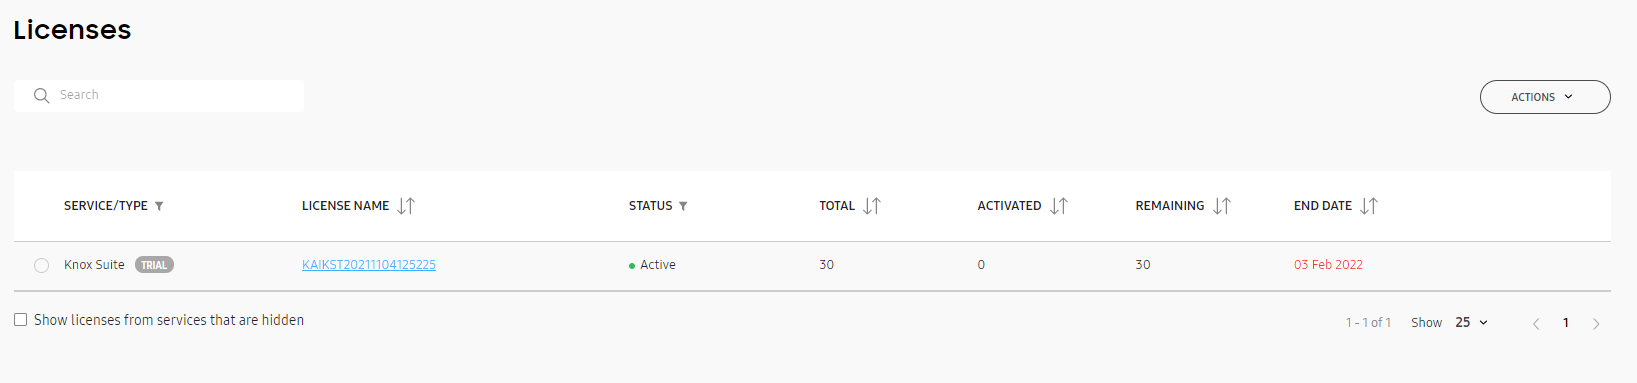 Licenses
Search
ACTIONS
SERVICE/TYPE LICENSE NAME STATUS TOTAL ACTIVATED REMAINING END DATE
Knox Suite TRIAL KAIKST20211104125225 Active 30 0 30 03 Feb 2022
Show licenses from services that are hidden
1 - 1 of 1 Show 25 1